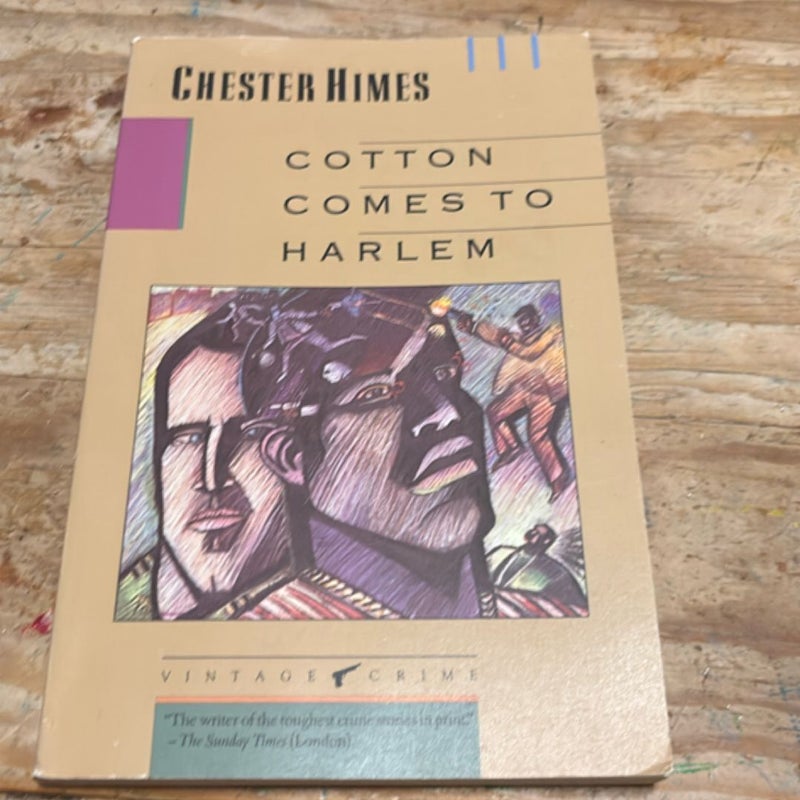 CHESTER HIMES
COTTON
COMES TO
HARLEM
VINTAGE CRIME
"The writer of the toughest crime stories in print."
– The Sunday Times (London)